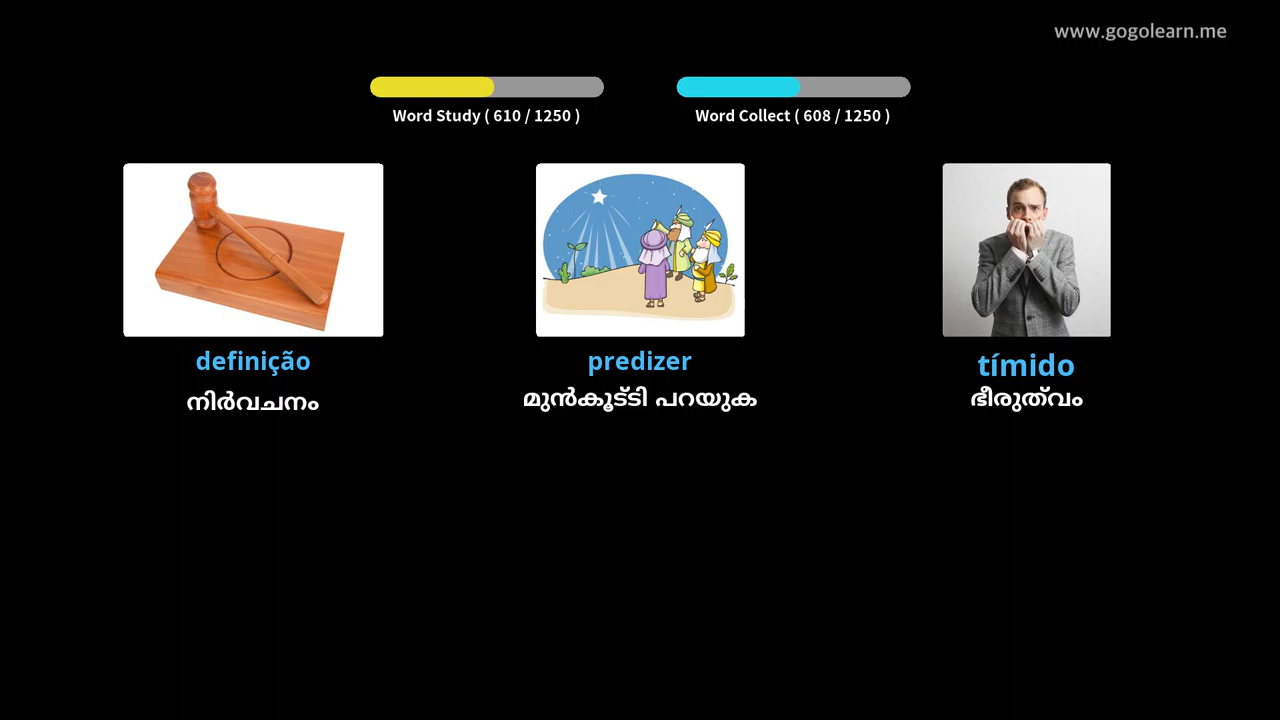 www.gogolearn.me
Word Study ( 610 / 1250 )
Word Collect ( 608 / 1250 )
definição
predizer
tímido
നിർവചനം
മുൻകൂട്ടി പറയുക
ഭീരുത്വം